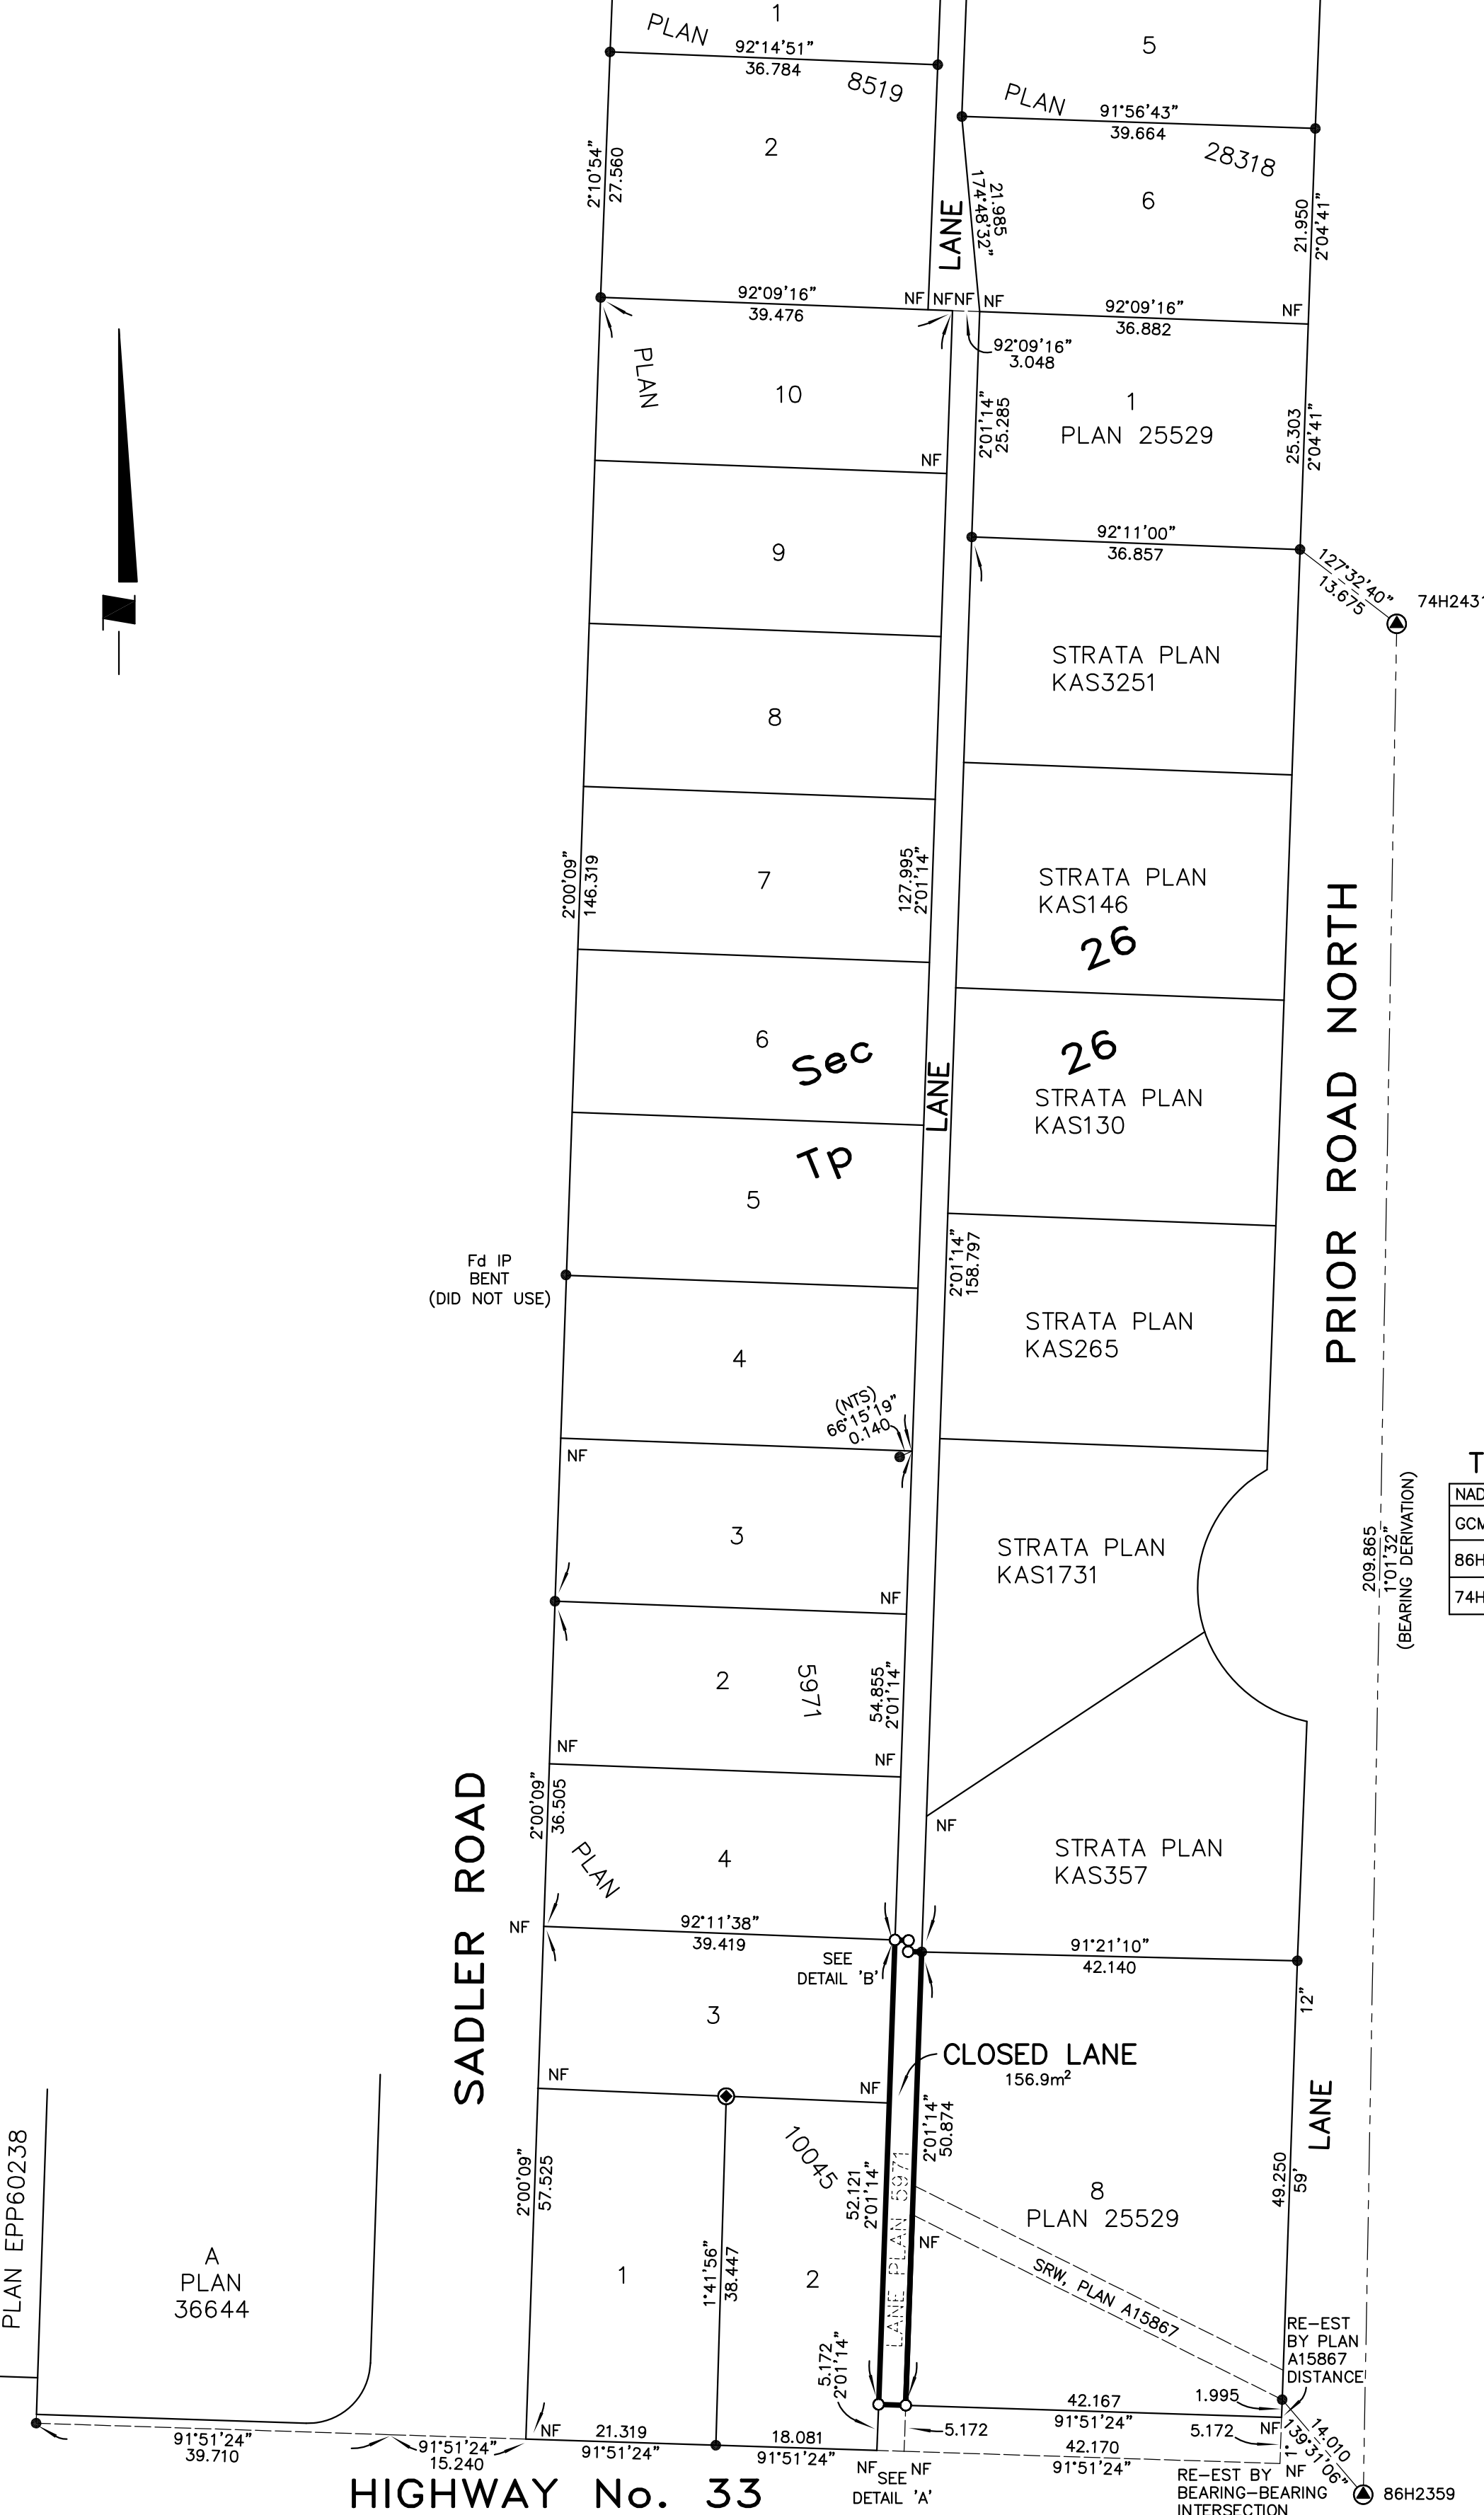 1
PLAN
92°14'51"
36.784
8519
5
PLAN
91°56'43"
39.664
28318
2
2°10'54"
27.560
6
21.985
174°48'32"
LANE
21.950
2°04'41"
92°09'16"
39.476
NF
NF
NF
NF
92°09'16"
36.882
NF
92°09'16"
3.048
PLAN
10
NF
2°01'14"
25.285
1
PLAN 25529
25.303
2°04'41"
9
92°11'00"
36.857
127°32'40"
13.675
STRATA PLAN
KAS3251
8
2°00'09"
146.319
7
127.995
2°01'14"
STRATA PLAN
KAS146
26
6
Sec
26
LANE
STRATA PLAN
KAS130
PRIOR ROAD NORTH
Tp
5
Fd IP
BENT
(DID NOT USE)
2°01'14"
158.797
STRATA PLAN
KAS265
4
(NTS)
66°15'19"
0.140
NF
3
NF
STRATA PLAN
KAS1731
209.865
1°01'32"
(BEARING DERIVATION)
NAD
GCM
86H
74H
2
5971
54.855
2°01'14"
NF
NF
2°00'09"
36.505
SADLER ROAD
PLAN
4
NF
STRATA PLAN
KAS357
NF
92°11'38"
39.419
SEE
DETAIL 'B'
91°21'10"
42.140
12"
3
NF
NF
CLOSED LANE
156.9m²
2°01'14"
50.874
LANE
10045
2°00'09"
57.525
52.121
2°01'14"
LANE PLAN 5971
NF
8
PLAN 25529
49.250
59'
PLAN EPP60238
A
PLAN
36644
1
1°41'56"
38.447
2
SRW, PLAN A15867
RE-EST
BY PLAN
A15867
DISTANCE
5.172
2°01'14"
42.167
91°51'24"
1.995
5.172
NF
5.172
42.170
91°51'24"
14.010
139°31'06"
NF
21.319
91°51'24"
18.081
91°51'24"
91°51'24"
39.710
91°51'24"
15.240
NF
NF
SEE
DETAIL 'A'
NF
HIGHWAY No. 33
RE-EST BY
BEARING-BEARING
INTERSECTION
86H2359